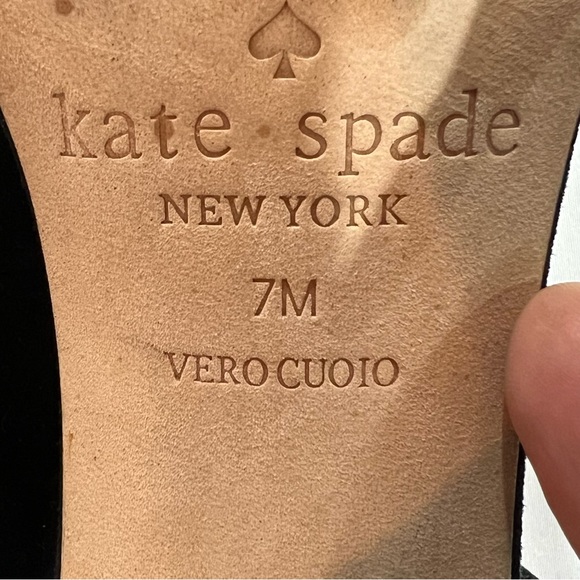 kate spade
NEW YORK
7M
VERO CUOIO